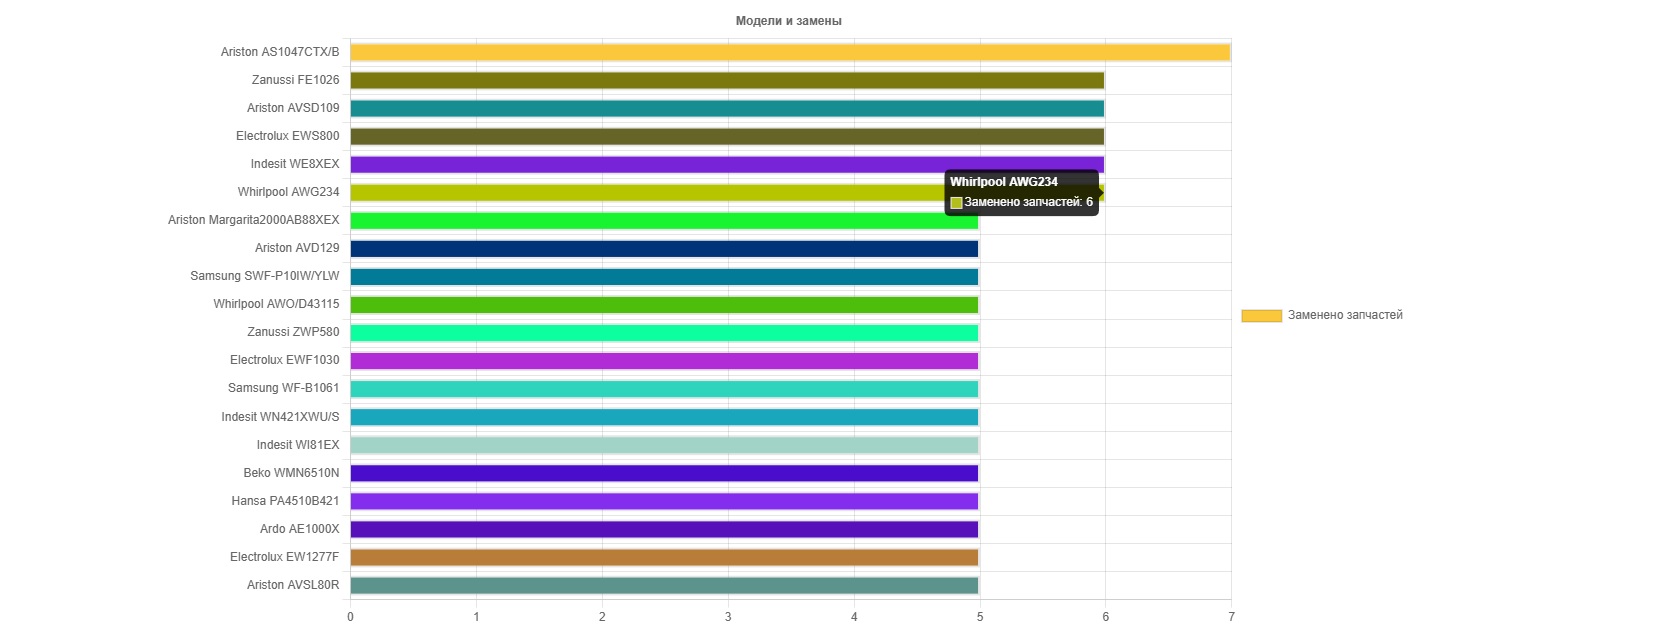 Модели и замены
Ariston AS1047CTX/B
Zanussi FE1026
Ariston AVSD109
Electrolux EWS800
Indesit WE8XEX
Whirlpool AWG234
Whirlpool AWG234
Заменено запчастей: 6
Ariston Margarita2000AB88XEX
Ariston AVD129
Samsung SWF-P10IW/YLW
Whirlpool AWO/D43115
Заменено запчастей
Zanussi ZWP580
Electrolux EWF1030
Samsung WF-B1061
Indesit WN421XWU/S
Indesit WI81EX
Beko WMN6510N
Hansa PA4510B421
Ardo AE1000X
Electrolux EW1277F
Ariston AVSL80R
0 1 2 3 4 5 6 7